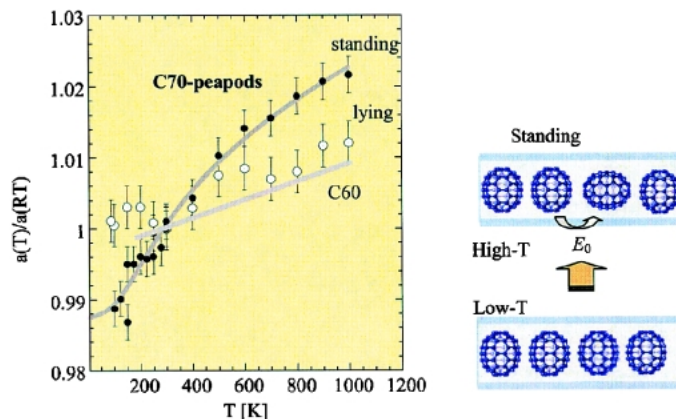 1.03
1.02
1.01
1
0.99
0.98
a(T)/a(RT)
C70-peapods
standing
lying
C60
200 400 600 800 1000 1200
T [K]
Standing
High-T
E₀
Low-T